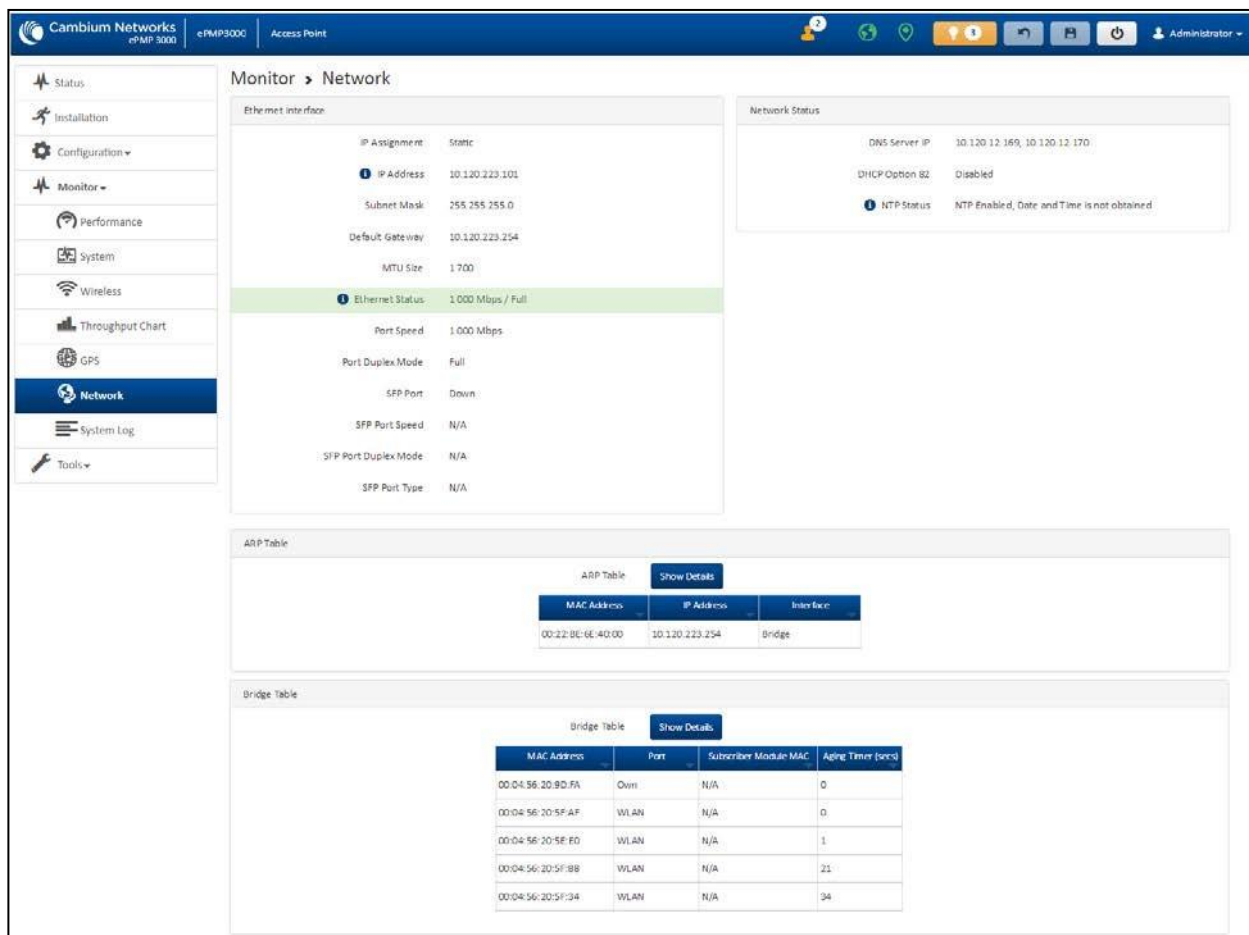 Cambium Networks
ePMP 3000
ePMP3000
Access Point
2
3
Administrator
Status
Installation
Configuration
Monitor
Performance
System
Wireless
Throughput Chart
GPS
Network
System Log
Tools
Monitor > Network
Ethernet Interface
IP Assignment Static
IP Address 10.120.223.101
Subnet Mask 255.255.255.0
Default Gateway 10.120.223.254
MTU Size 1700
Ethernet Status 1000 Mbps / Full
Port Speed 1000 Mbps
Port Duplex Mode Full
SFP Port Down
SFP Port Speed N/A
SFP Port Duplex Mode N/A
SFP Port Type N/A
Network Status
DNS Server IP 10.120.12.169, 10.120.12.170
DHCP Option 82 Disabled
NTP Status NTP Enabled, Date and Time is not obtained
ARP Table
ARP Table Show Details
MAC Address IP Address Interface
00:22:BE:6E:40:00 10.120.223.254 Bridge
Bridge Table
Bridge Table Show Details
MAC Address Port Subscriber Module MAC Aging Timer (secs)
00:04:56:20:9D:FA Own N/A 0
00:04:56:20:5F:AF WLAN N/A 0
00:04:56:20:5E:E0 WLAN N/A 1
00:04:56:20:5F:88 WLAN N/A 21
00:04:56:20:5F:34 WLAN N/A 34